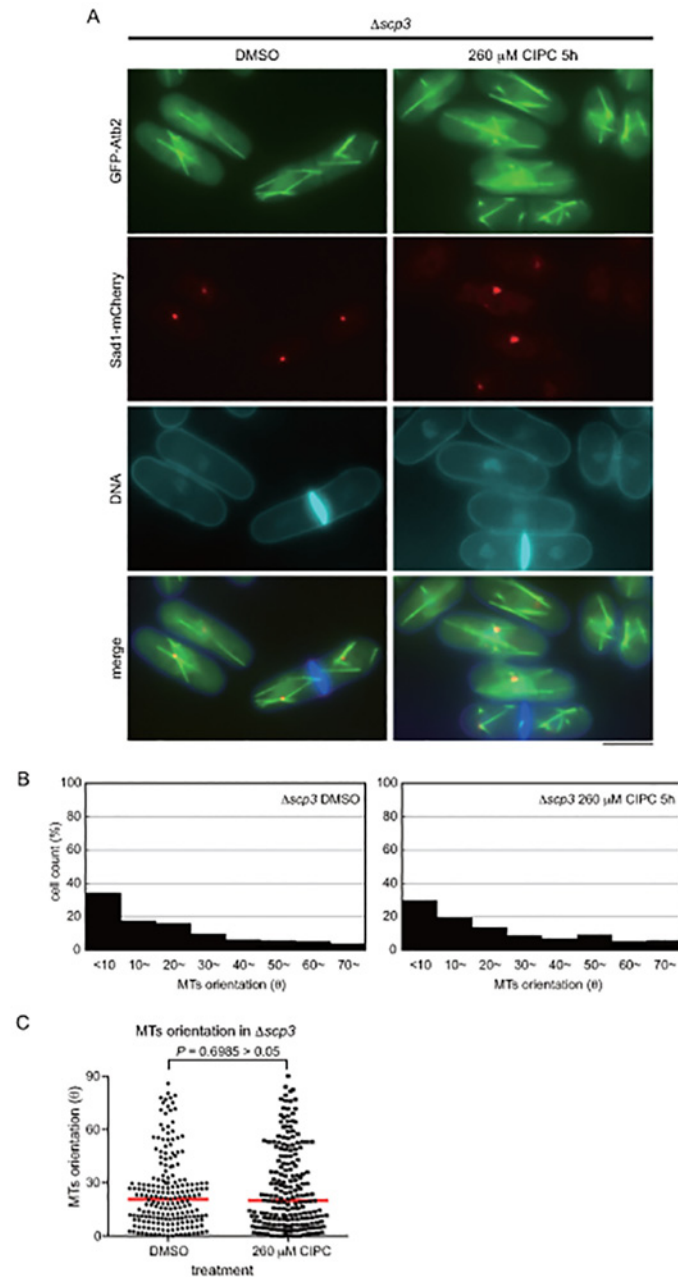 A
Δscp3
DMSO
260 μM CIPC 5h
GFP-Atb2
Sad1-mCherry
DNA
merge
B
100
80
60
40
20
0
cell count (%)
Δscp3 DMSO
<10 10~ 20~ 30~ 40~ 50~ 60~ 70~
MTs orientation (θ)
100
80
60
40
20
0
Δscp3 260 μM CIPC 5h
<10 10~ 20~ 30~ 40~ 50~ 60~ 70~
MTs orientation (θ)
C
MTs orientation in Δscp3
P = 0.6985 > 0.05
90
60
30
0
MTs orientation (θ)
DMSO
260 μM CIPC
treatment